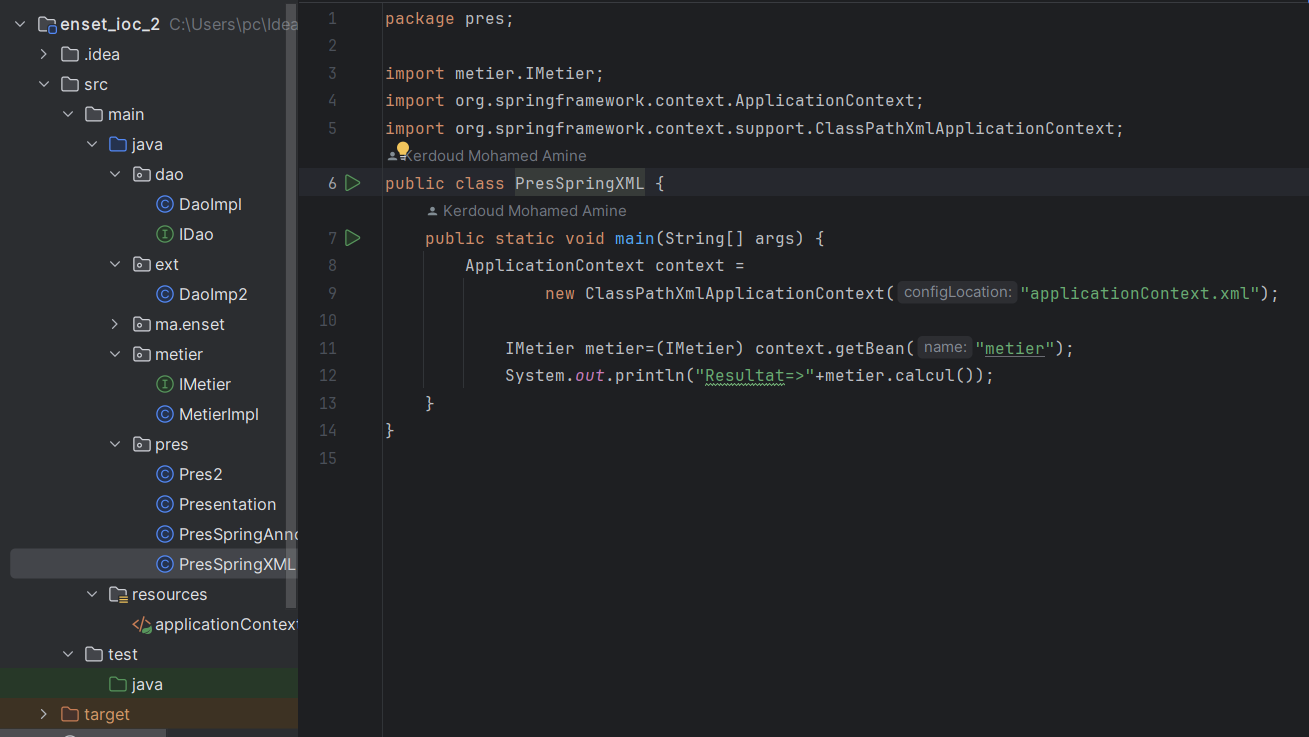 enset_ioc_2 C:\Users\pc\Idea
.idea
src
main
java
dao
DaoImpl
IDao
ext
DaoImp2
ma.enset
metier
IMetier
MetierImpl
pres
Pres2
Presentation
PresSpringAnno
PresSpringXML
resources
applicationContext
test
java
target
1 package pres;
2
3 import metier.IMetier;
4 import org.springframework.context.ApplicationContext;
5 import org.springframework.context.support.ClassPathXmlApplicationContext;
Kerdoud Mohamed Amine
6 public class PresSpringXML {
Kerdoud Mohamed Amine
7 public static void main(String[] args) {
8 ApplicationContext context =
9 new ClassPathXmlApplicationContext( configLocation: "applicationContext.xml");
10
11 IMetier metier=(IMetier) context.getBean( name: "metier");
12 System.out.println("Resultat=>"+metier.calcul());
13 }
14 }
15